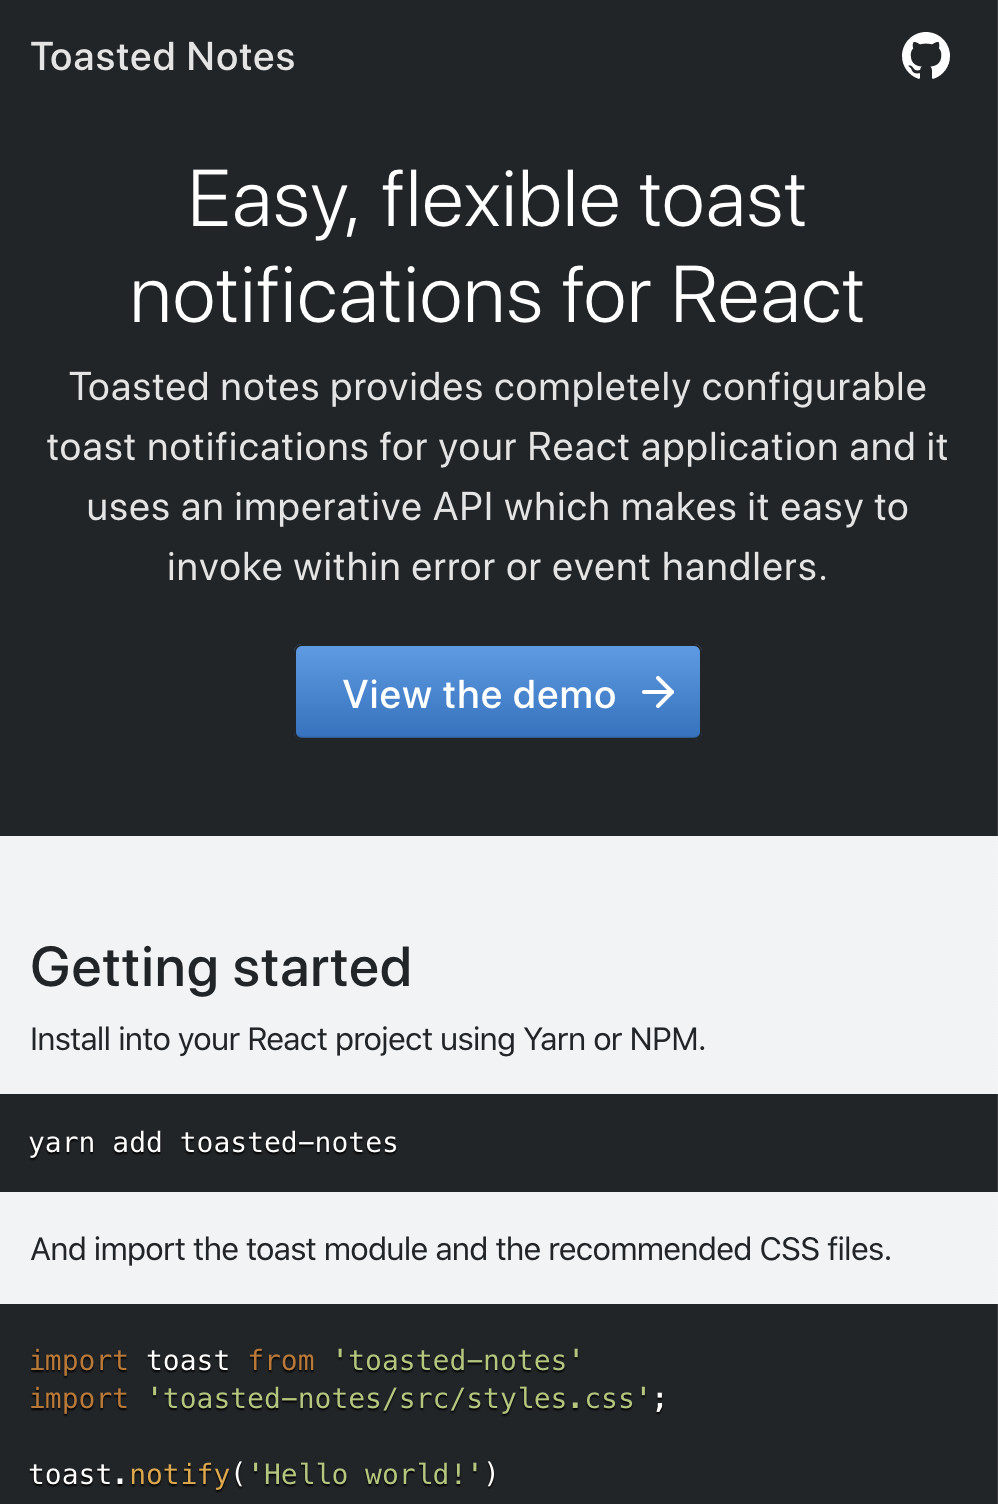 Toasted Notes
Easy, flexible toast
notifications for React
Toasted notes provides completely configurable
toast notifications for your React application and it
uses an imperative API which makes it easy to
invoke within error or event handlers.
View the demo →
Getting started
Install into your React project using Yarn or NPM.
yarn add toasted-notes
And import the toast module and the recommended CSS files.
import toast from 'toasted-notes'
import 'toasted-notes/src/styles.css';
toast.notify('Hello world!')